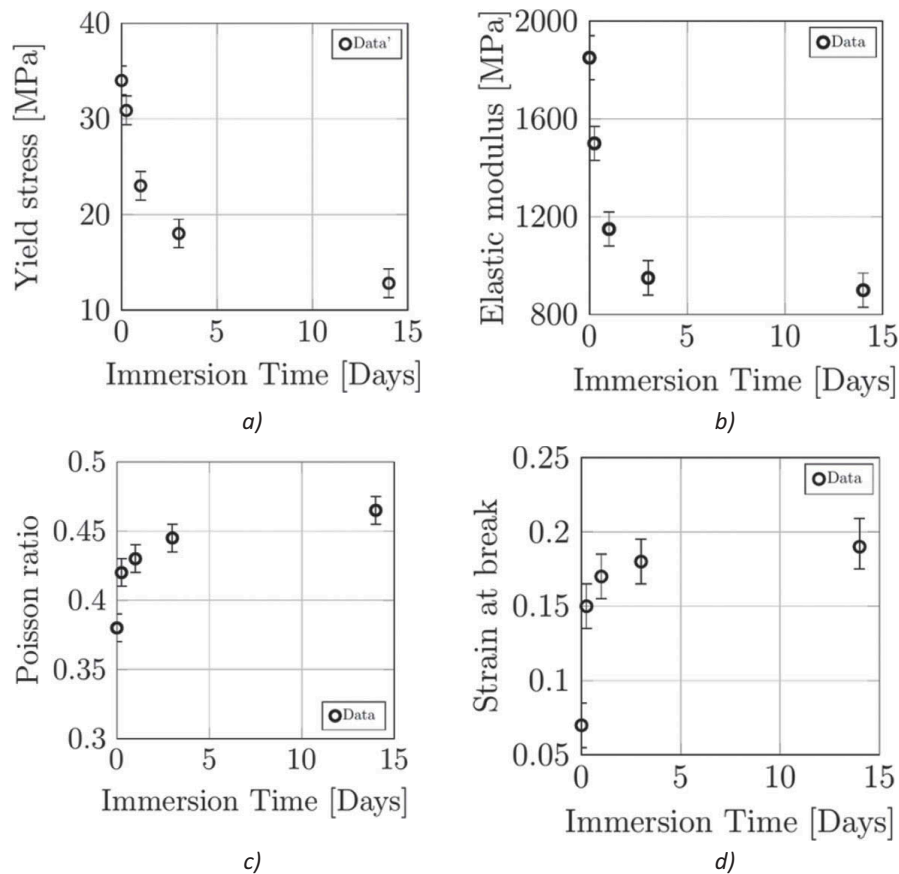 40
30
20
10
0
5
10
15
Yield stress [MPa]
Immersion Time [Days]
Data'
a)
2000
1600
1200
800
0
5
10
15
Elastic modulus [MPa]
Immersion Time [Days]
Data
b)
0.5
0.45
0.4
0.35
0.3
0
5
10
15
Poisson ratio
Immersion Time [Days]
Data
c)
0.25
0.2
0.15
0.1
0.05
0
5
10
15
Strain at break
Immersion Time [Days]
Data
d)